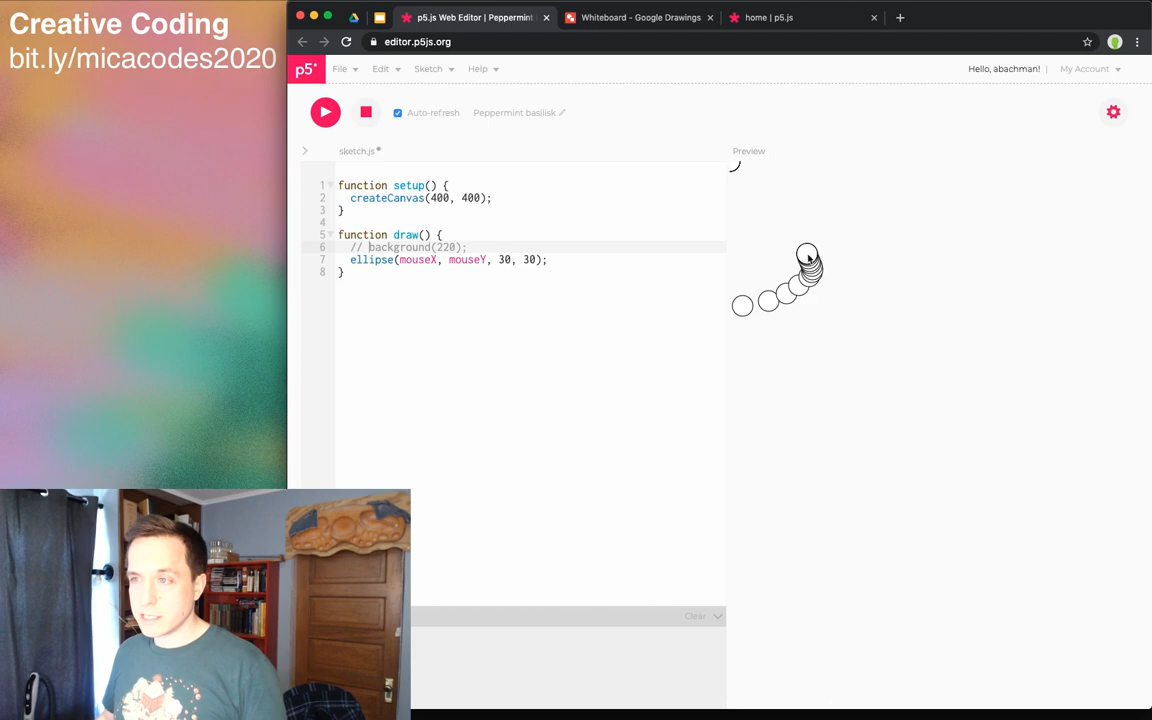 Creative Coding
bit.ly/micacodes2020
p5.js Web Editor | Peppermint
Whiteboard - Google Drawings
home | p5.js
editor.p5js.org
p5*
File
Edit
Sketch
Help
Hello, abachman!
My Account
Auto-refresh
Peppermint basilisk
sketch.js
Preview
1 function setup() {
2 createCanvas(400, 400);
3 }
4
5 function draw() {
6 // background(220);
7 ellipse(mouseX, mouseY, 30, 30);
8 }
Clear